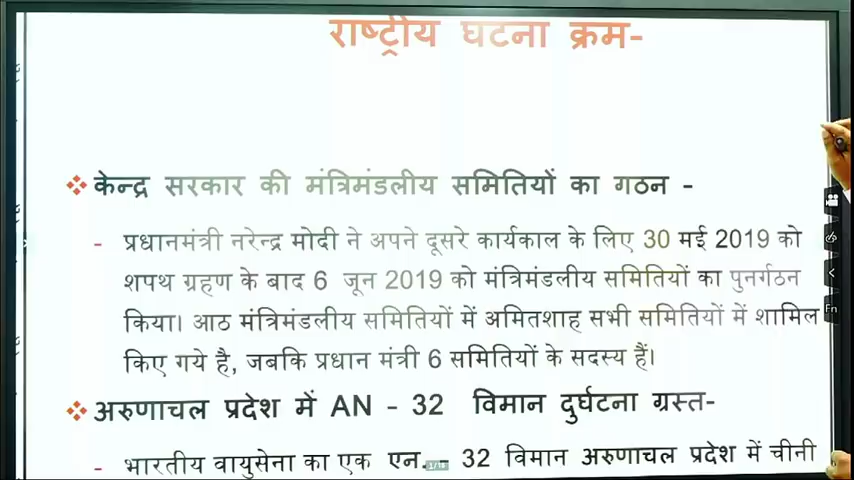 राष्ट्रीय घटना क्रम-
❖ केन्द्र सरकार की मंत्रिमंडलीय समितियों का गठन -
- प्रधानमंत्री नरेन्द्र मोदी ने अपने दूसरे कार्यकाल के लिए 30 मई 2019 को
शपथ ग्रहण के बाद 6 जून 2019 को मंत्रिमंडलीय समितियों का पुनर्गठन
किया। आठ मंत्रिमंडलीय समितियों में अमितशाह सभी समितियों में शामिल
किए गये है, जबकि प्रधान मंत्री 6 समितियों के सदस्य हैं।
❖ अरुणाचल प्रदेश में AN - 32 विमान दुर्घटना ग्रस्त-
- भारतीय वायुसेना का एक एन. - 32 विमान अरुणाचल प्रदेश में चीनी
Fn